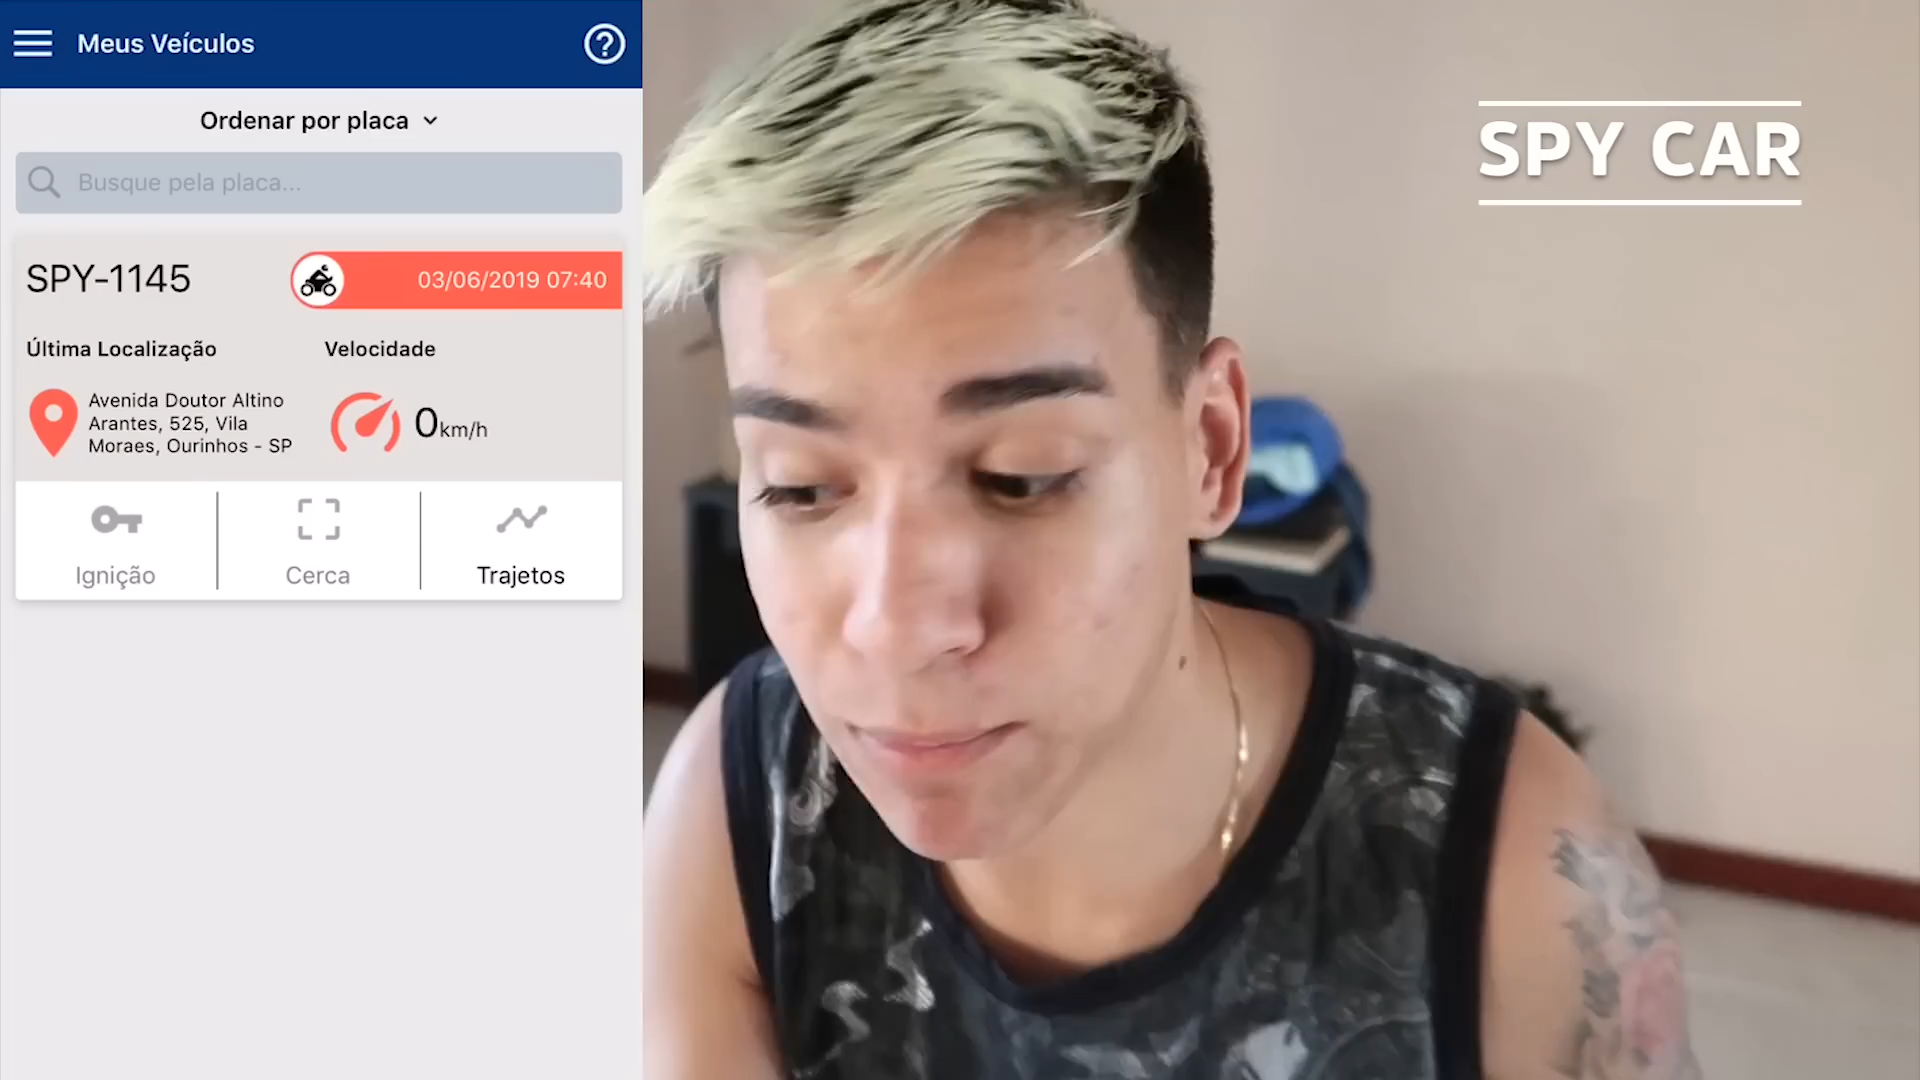 Meus Veículos
Ordenar por placa
Busque pela placa...
SPY-1145
03/06/2019 07:40
Última Localização
Velocidade
Avenida Doutor Altino
Arantes, 525, Vila
Moraes, Ourinhos - SP
0km/h
Ignição
Cerca
Trajetos
SPY CAR